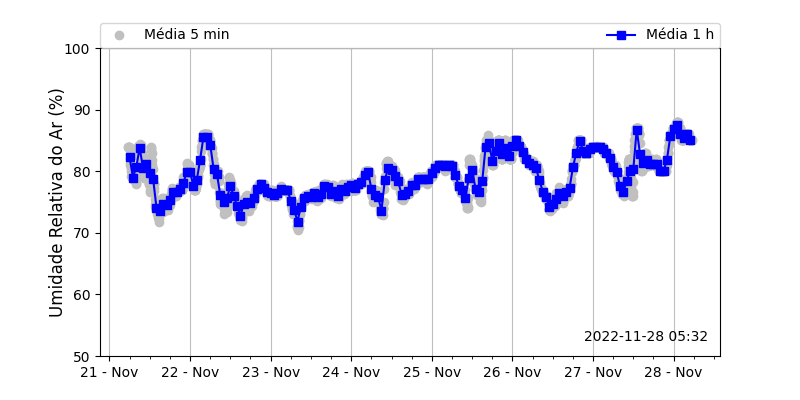 Média 5 min
Média 1 h
Umidade Relativa do Ar (%)
100
90
80
70
60
50
2022-11-28 05:32
21 - Nov
22 - Nov
23 - Nov
24 - Nov
25 - Nov
26 - Nov
27 - Nov
28 - Nov